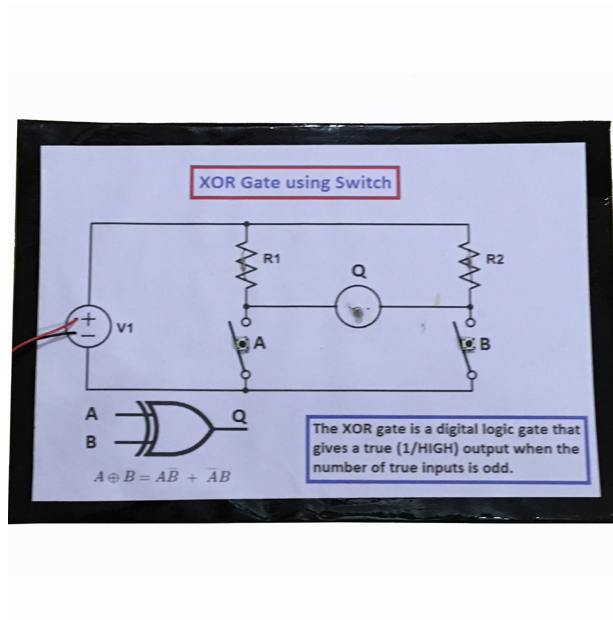 XOR Gate using Switch
R1
R2
Q
+
−
V1
A
B
A
B
Q
A ⊕ B = AB̅ + A̅B
The XOR gate is a digital logic gate that
gives a true (1/HIGH) output when the
number of true inputs is odd.